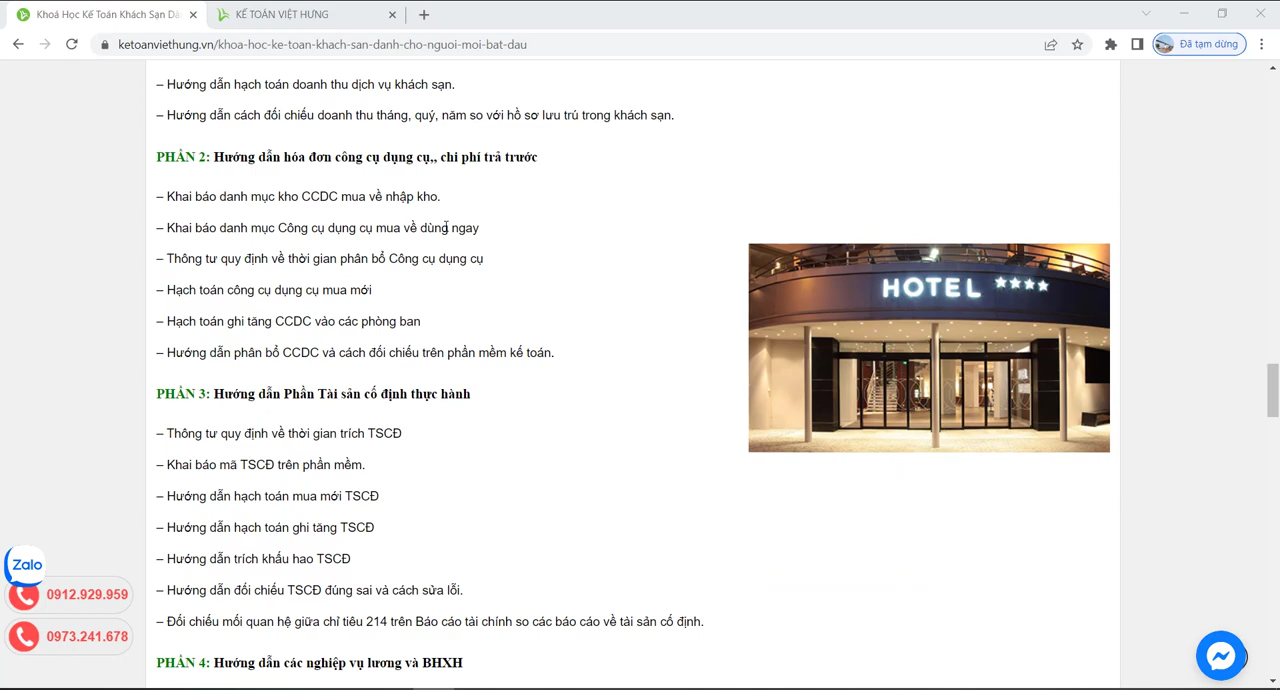 Khoá Học Kế Toán Khách Sạn Dà
KẾ TOÁN VIỆT HƯNG
ketoanviethung.vn/khoa-hoc-ke-toan-khach-san-danh-cho-nguoi-moi-bat-dau
Đã tạm dừng
– Hướng dẫn hạch toán doanh thu dịch vụ khách sạn.
– Hướng dẫn cách đối chiếu doanh thu tháng, quý, năm so với hồ sơ lưu trú trong khách sạn.
PHẦN 2: Hướng dẫn hóa đơn công cụ dụng cụ,, chi phí trả trước
– Khai báo danh mục kho CCDC mua về nhập kho.
– Khai báo danh mục Công cụ dụng cụ mua về dùng ngay
– Thông tư quy định về thời gian phân bổ Công cụ dụng cụ
– Hạch toán công cụ dụng cụ mua mới
– Hạch toán ghi tăng CCDC vào các phòng ban
– Hướng dẫn phân bổ CCDC và cách đối chiếu trên phần mềm kế toán.
HOTEL ★★★★
PHẦN 3: Hướng dẫn Phần Tài sản cố định thực hành
– Thông tư quy định về thời gian trích TSCĐ
– Khai báo mã TSCĐ trên phần mềm.
– Hướng dẫn hạch toán mua mới TSCĐ
– Hướng dẫn hạch toán ghi tăng TSCĐ
– Hướng dẫn trích khấu hao TSCĐ
– Hướng dẫn đối chiếu TSCĐ đúng sai và cách sửa lỗi.
– Đối chiếu mối quan hệ giữa chỉ tiêu 214 trên Báo cáo tài chính so các báo cáo về tài sản cố định.
PHẦN 4: Hướng dẫn các nghiệp vụ lương và BHXH
Zalo
0912.929.959
0973.241.678